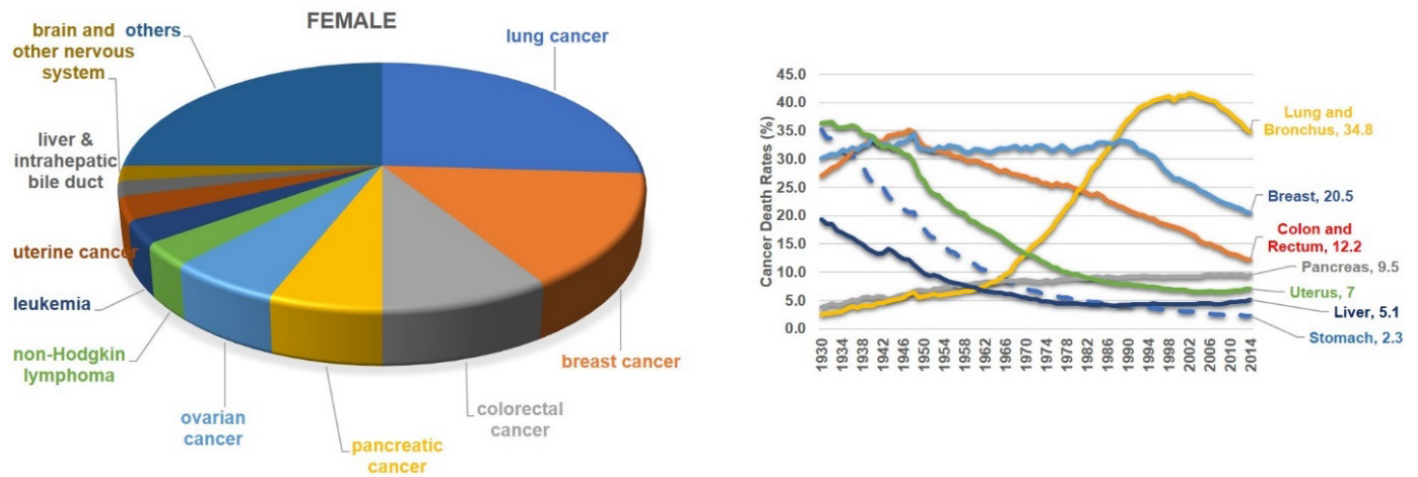 FEMALE
brain and
other nervous
system
others
lung cancer
liver &
intrahepatic
bile duct
uterine cancer
leukemia
non-Hodgkin
lymphoma
ovarian
cancer
pancreatic
cancer
colorectal
cancer
breast cancer
Cancer Death Rates (%)
45.0
40.0
35.0
30.0
25.0
20.0
15.0
10.0
5.0
0.0
1930
1934
1938
1942
1946
1950
1954
1958
1962
1966
1970
1974
1978
1982
1986
1990
1994
1998
2002
2006
2010
2014
Lung and
Bronchus, 34.8
Breast, 20.5
Colon and
Rectum, 12.2
Pancreas, 9.5
Uterus, 7
Liver, 5.1
Stomach, 2.3